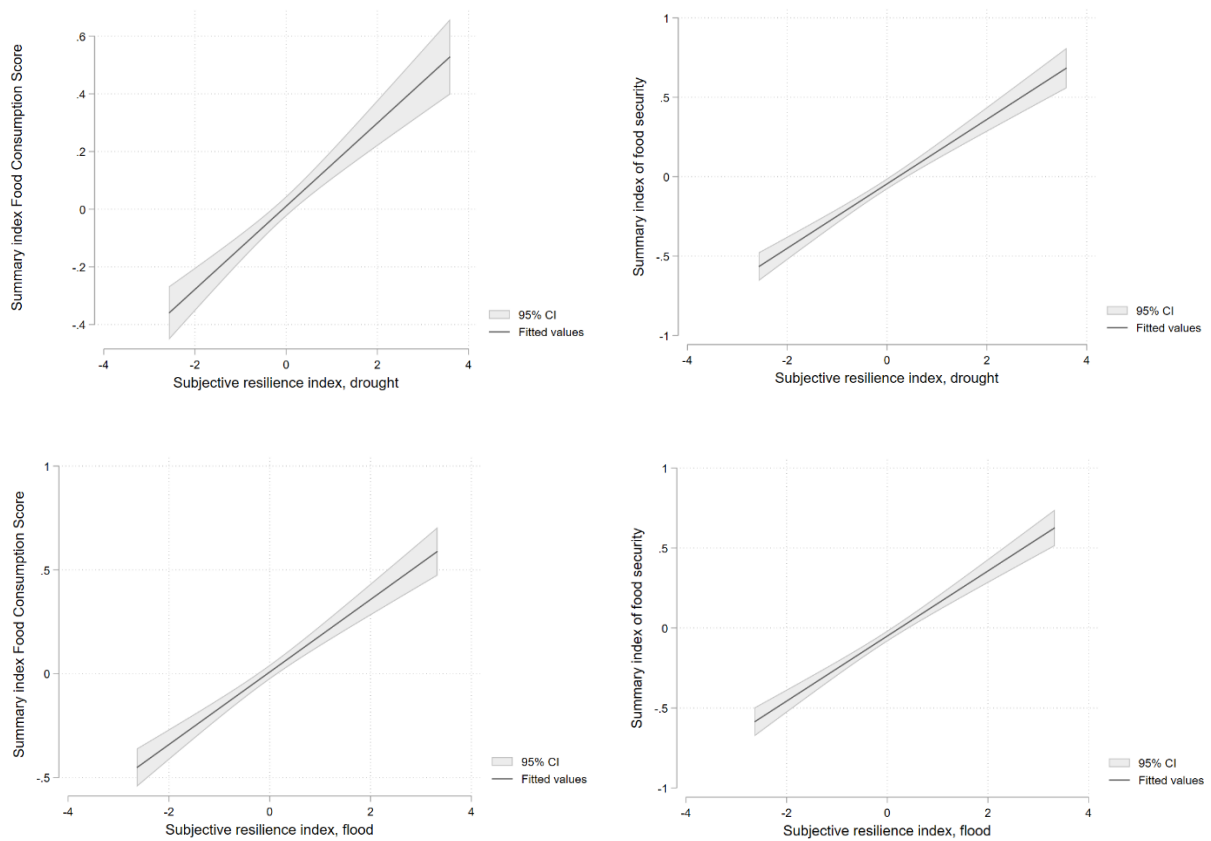 Summary index Food Consumption Score
.6
.4
.2
0
-.2
-.4
-4
-2
0
2
4
Subjective resilience index, drought
95% CI
Fitted values
Summary index of food security
1
.5
0
-.5
-1
-4
-2
0
2
4
Subjective resilience index, drought
95% CI
Fitted values
Summary index Food Consumption Score
1
.5
0
-.5
-4
-2
0
2
4
Subjective resilience index, flood
95% CI
Fitted values
Summary index of food security
1
.5
0
-.5
-1
-4
-2
0
2
4
Subjective resilience index, flood
95% CI
Fitted values